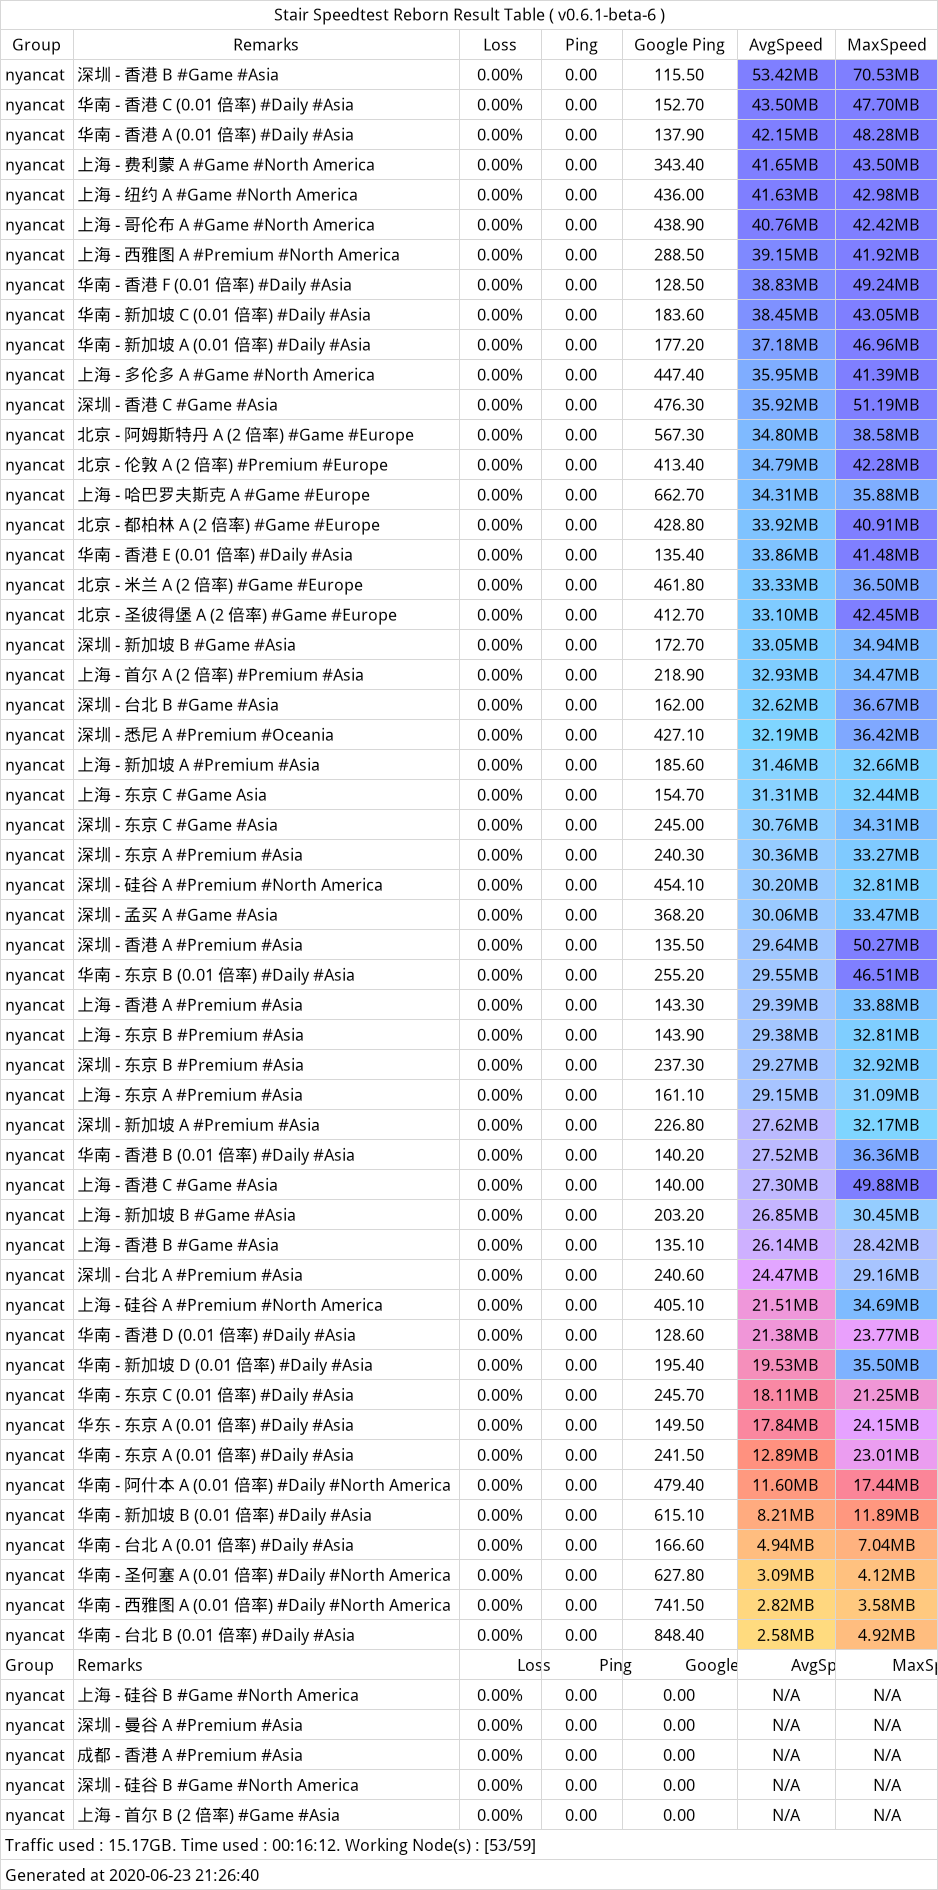 Stair Speedtest Reborn Result Table ( v0.6.1-beta-6 )
Group Remarks Loss Ping Google Ping AvgSpeed MaxSpeed
nyancat 深圳 - 香港 B #Game #Asia 0.00% 0.00 115.50 53.42MB 70.53MB
nyancat 华南 - 香港 C (0.01 倍率) #Daily #Asia 0.00% 0.00 152.70 43.50MB 47.70MB
nyancat 华南 - 香港 A (0.01 倍率) #Daily #Asia 0.00% 0.00 137.90 42.15MB 48.28MB
nyancat 上海 - 费利蒙 A #Game #North America 0.00% 0.00 343.40 41.65MB 43.50MB
nyancat 上海 - 纽约 A #Game #North America 0.00% 0.00 436.00 41.63MB 42.98MB
nyancat 上海 - 哥伦布 A #Game #North America 0.00% 0.00 438.90 40.76MB 42.42MB
nyancat 上海 - 西雅图 A #Premium #North America 0.00% 0.00 288.50 39.15MB 41.92MB
nyancat 华南 - 香港 F (0.01 倍率) #Daily #Asia 0.00% 0.00 128.50 38.83MB 49.24MB
nyancat 华南 - 新加坡 C (0.01 倍率) #Daily #Asia 0.00% 0.00 183.60 38.45MB 43.05MB
nyancat 华南 - 新加坡 A (0.01 倍率) #Daily #Asia 0.00% 0.00 177.20 37.18MB 46.96MB
nyancat 上海 - 多伦多 A #Game #North America 0.00% 0.00 447.40 35.95MB 41.39MB
nyancat 深圳 - 香港 C #Game #Asia 0.00% 0.00 476.30 35.92MB 51.19MB
nyancat 北京 - 阿姆斯特丹 A (2 倍率) #Game #Europe 0.00% 0.00 567.30 34.80MB 38.58MB
nyancat 北京 - 伦敦 A (2 倍率) #Premium #Europe 0.00% 0.00 413.40 34.79MB 42.28MB
nyancat 上海 - 哈巴罗夫斯克 A #Game #Europe 0.00% 0.00 662.70 34.31MB 35.88MB
nyancat 北京 - 都柏林 A (2 倍率) #Game #Europe 0.00% 0.00 428.80 33.92MB 40.91MB
nyancat 华南 - 香港 E (0.01 倍率) #Daily #Asia 0.00% 0.00 135.40 33.86MB 41.48MB
nyancat 北京 - 米兰 A (2 倍率) #Game #Europe 0.00% 0.00 461.80 33.33MB 36.50MB
nyancat 北京 - 圣彼得堡 A (2 倍率) #Game #Europe 0.00% 0.00 412.70 33.10MB 42.45MB
nyancat 深圳 - 新加坡 B #Game #Asia 0.00% 0.00 172.70 33.05MB 34.94MB
nyancat 上海 - 首尔 A (2 倍率) #Premium #Asia 0.00% 0.00 218.90 32.93MB 34.47MB
nyancat 深圳 - 台北 B #Game #Asia 0.00% 0.00 162.00 32.62MB 36.67MB
nyancat 深圳 - 悉尼 A #Premium #Oceania 0.00% 0.00 427.10 32.19MB 36.42MB
nyancat 上海 - 新加坡 A #Premium #Asia 0.00% 0.00 185.60 31.46MB 32.66MB
nyancat 上海 - 东京 C #Game Asia 0.00% 0.00 154.70 31.31MB 32.44MB
nyancat 深圳 - 东京 C #Game #Asia 0.00% 0.00 245.00 30.76MB 34.31MB
nyancat 深圳 - 东京 A #Premium #Asia 0.00% 0.00 240.30 30.36MB 33.27MB
nyancat 深圳 - 硅谷 A #Premium #North America 0.00% 0.00 454.10 30.20MB 32.81MB
nyancat 深圳 - 孟买 A #Game #Asia 0.00% 0.00 368.20 30.06MB 33.47MB
nyancat 深圳 - 香港 A #Premium #Asia 0.00% 0.00 135.50 29.64MB 50.27MB
nyancat 华南 - 东京 B (0.01 倍率) #Daily #Asia 0.00% 0.00 255.20 29.55MB 46.51MB
nyancat 上海 - 香港 A #Premium #Asia 0.00% 0.00 143.30 29.39MB 33.88MB
nyancat 上海 - 东京 B #Premium #Asia 0.00% 0.00 143.90 29.38MB 32.81MB
nyancat 深圳 - 东京 B #Premium #Asia 0.00% 0.00 237.30 29.27MB 32.92MB
nyancat 上海 - 东京 A #Premium #Asia 0.00% 0.00 161.10 29.15MB 31.09MB
nyancat 深圳 - 新加坡 A #Premium #Asia 0.00% 0.00 226.80 27.62MB 32.17MB
nyancat 华南 - 香港 B (0.01 倍率) #Daily #Asia 0.00% 0.00 140.20 27.52MB 36.36MB
nyancat 上海 - 香港 C #Game #Asia 0.00% 0.00 140.00 27.30MB 49.88MB
nyancat 上海 - 新加坡 B #Game #Asia 0.00% 0.00 203.20 26.85MB 30.45MB
nyancat 上海 - 香港 B #Game #Asia 0.00% 0.00 135.10 26.14MB 28.42MB
nyancat 深圳 - 台北 A #Premium #Asia 0.00% 0.00 240.60 24.47MB 29.16MB
nyancat 上海 - 硅谷 A #Premium #North America 0.00% 0.00 405.10 21.51MB 34.69MB
nyancat 华南 - 香港 D (0.01 倍率) #Daily #Asia 0.00% 0.00 128.60 21.38MB 23.77MB
nyancat 华南 - 新加坡 D (0.01 倍率) #Daily #Asia 0.00% 0.00 195.40 19.53MB 35.50MB
nyancat 华南 - 东京 C (0.01 倍率) #Daily #Asia 0.00% 0.00 245.70 18.11MB 21.25MB
nyancat 华东 - 东京 A (0.01 倍率) #Daily #Asia 0.00% 0.00 149.50 17.84MB 24.15MB
nyancat 华南 - 东京 A (0.01 倍率) #Daily #Asia 0.00% 0.00 241.50 12.89MB 23.01MB
nyancat 华南 - 阿什本 A (0.01 倍率) #Daily #North America 0.00% 0.00 479.40 11.60MB 17.44MB
nyancat 华南 - 新加坡 B (0.01 倍率) #Daily #Asia 0.00% 0.00 615.10 8.21MB 11.89MB
nyancat 华南 - 台北 A (0.01 倍率) #Daily #Asia 0.00% 0.00 166.60 4.94MB 7.04MB
nyancat 华南 - 圣何塞 A (0.01 倍率) #Daily #North America 0.00% 0.00 627.80 3.09MB 4.12MB
nyancat 华南 - 西雅图 A (0.01 倍率) #Daily #North America 0.00% 0.00 741.50 2.82MB 3.58MB
nyancat 华南 - 台北 B (0.01 倍率) #Daily #Asia 0.00% 0.00 848.40 2.58MB 4.92MB
Group Remarks Loss Ping Google AvgSp MaxSp
nyancat 上海 - 硅谷 B #Game #North America 0.00% 0.00 0.00 N/A N/A
nyancat 深圳 - 曼谷 A #Premium #Asia 0.00% 0.00 0.00 N/A N/A
nyancat 成都 - 香港 A #Premium #Asia 0.00% 0.00 0.00 N/A N/A
nyancat 深圳 - 硅谷 B #Game #North America 0.00% 0.00 0.00 N/A N/A
nyancat 上海 - 首尔 B (2 倍率) #Game #Asia 0.00% 0.00 0.00 N/A N/A
Traffic used : 15.17GB. Time used : 00:16:12. Working Node(s) : [53/59]
Generated at 2020-06-23 21:26:40